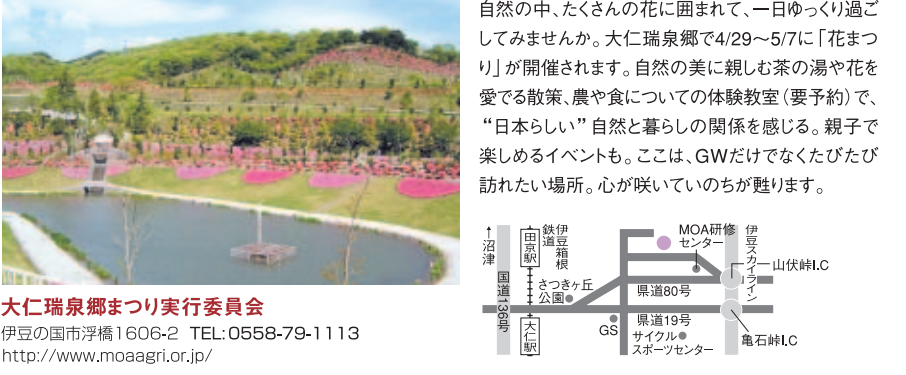 自然の中、たくさんの花に囲まれて、一日ゆっくり過ご
してみませんか。大仁瑞泉郷で4/29〜5/7に「花まつ
り」が開催されます。自然の美に親しむ茶の湯や花を
愛でる散策、農や食についての体験教室（要予約）で、
“日本らしい”自然と暮らしの関係を感じる。親子で
楽しめるイベントも。ここは、GWだけでなくたびたび
訪れたい場所。心が咲いていのちが甦ります。
大仁瑞泉郷まつり実行委員会
伊豆の国市浮橋1606-2 TEL:0558-79-1113
http://www.moaagri.or.jp/
↑沼津
国道136号
田京駅
伊豆箱根
鉄道
大仁駅
さつきヶ丘
公園
GS
MOA研修
センター
県道80号
県道19号
サイクル
スポーツセンター
伊豆スカイライン
山伏峠I.C
亀石峠I.C